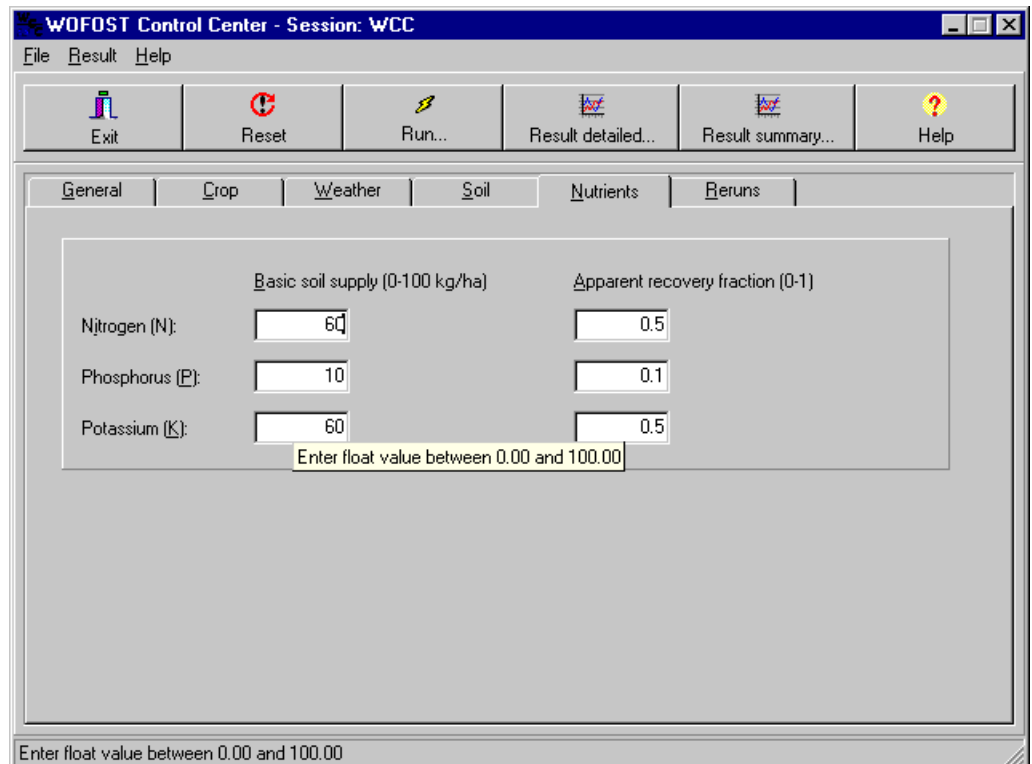 WOFOST Control Center - Session: WCC
File Result Help
Exit Reset Run... Result detailed... Result summary... Help
General Crop Weather Soil Nutrients Reruns
Basic soil supply (0-100 kg/ha) Apparent recovery fraction (0-1)
Nitrogen (N): 60 0.5
Phosphorus (P): 10 0.1
Potassium (K): 60 0.5
Enter float value between 0.00 and 100.00
Enter float value between 0.00 and 100.00